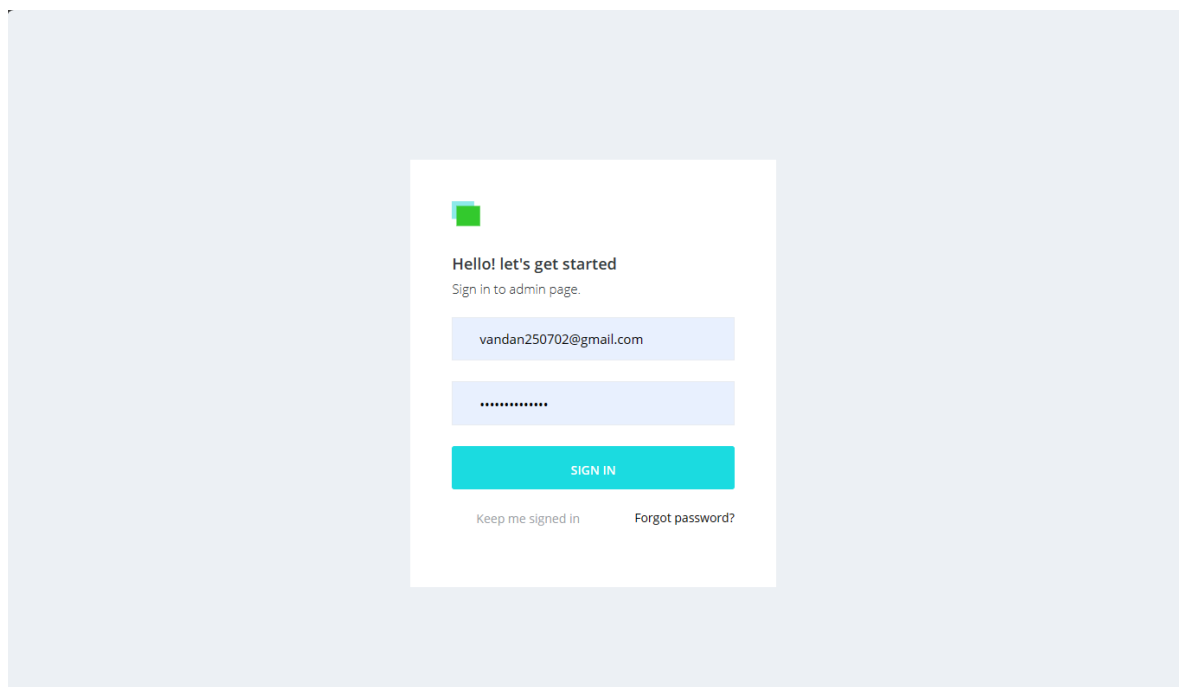 Hello! let's get started
Sign in to admin page.
vandan250702@gmail.com
••••••••••••••
SIGN IN
Keep me signed in Forgot password?